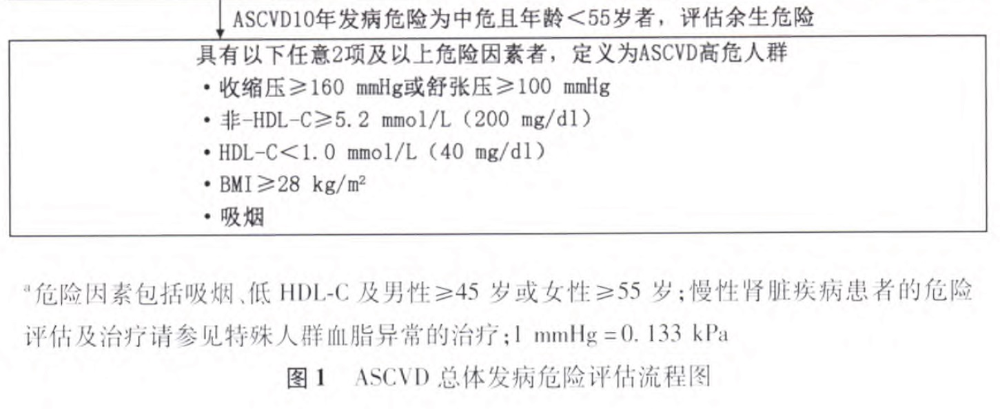 ASCVD10年发病危险为中危且年龄<55岁者，评估余生危险
具有以下任意2项及以上危险因素者，定义为ASCVD高危人群
·收缩压≥160 mmHg或舒张压≥100 mmHg
·非-HDL-C≥5.2 mmol/L（200 mg/dl）
·HDL-C<1.0 mmol/L（40 mg/dl）
·BMI≥28 kg/m²
·吸烟
ᵃ危险因素包括吸烟、低 HDL-C 及男性≥45 岁或女性≥55 岁;慢性肾脏疾病患者的危险
评估及治疗请参见特殊人群血脂异常的治疗;1 mmHg=0. 133 kPa
图1 ASCVD 总体发病危险评估流程图